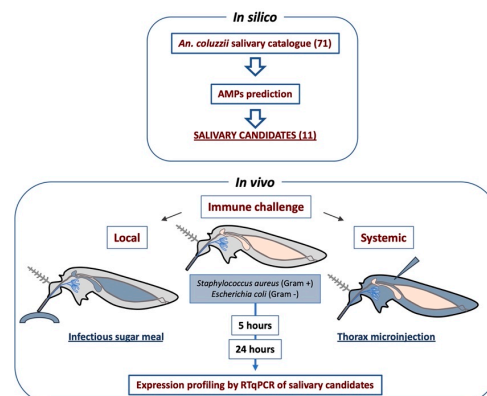 In silico
An. coluzzii salivary catalogue (71)
AMPs prediction
SALIVARY CANDIDATES (11)
In vivo
Immune challenge
Local
Systemic
Staphylococcus aureus (Gram +)
Escherichia coli (Gram -)
Infectious sugar meal
Thorax microinjection
5 hours
24 hours
Expression profiling by RTqPCR of salivary candidates